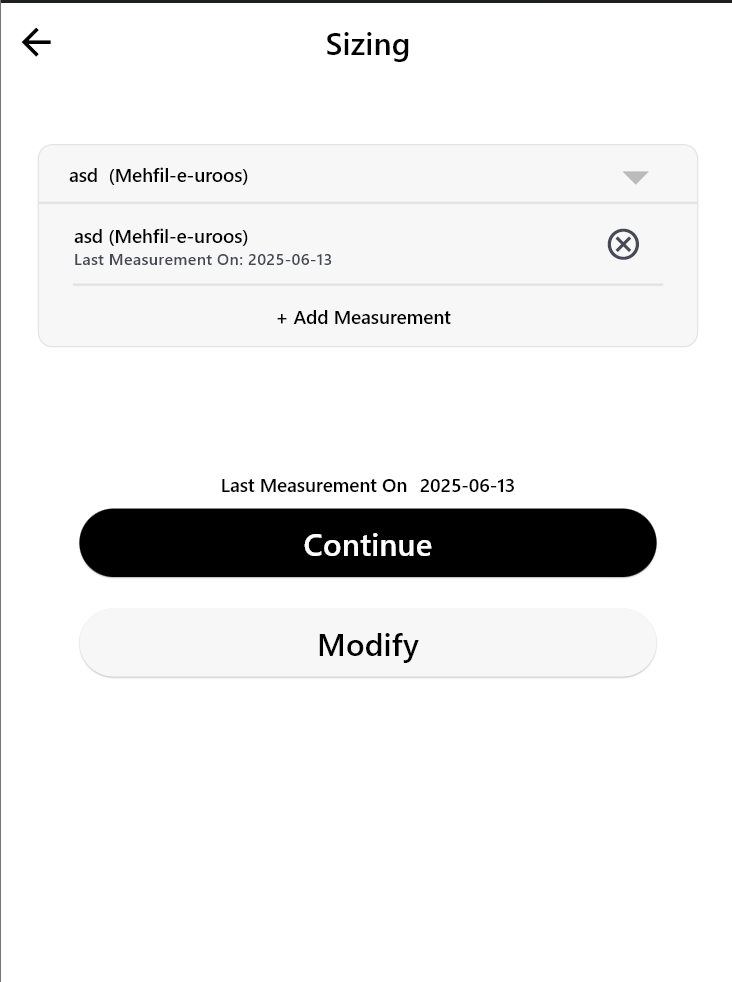 Sizing
asd (Mehfil-e-uroos)
asd (Mehfil-e-uroos)
Last Measurement On: 2025-06-13
+ Add Measurement
Last Measurement On 2025-06-13
Continue
Modify